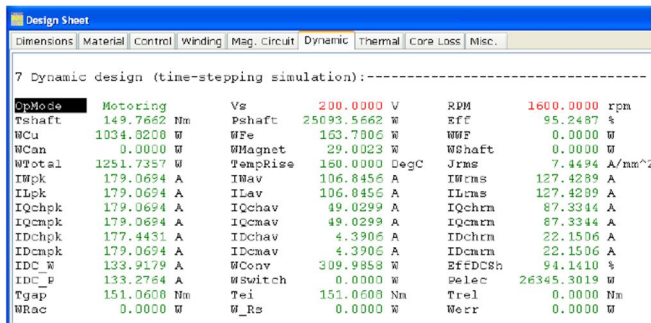 Design Sheet
Dimensions Material Control Winding Mag. Circuit Dynamic Thermal Core Loss Misc.
7 Dynamic design (time-stepping simulation):-----------------------------------
OpMode Motoring Vs 200.0000 V RPM 1600.0000 rpm
Tshaft 149.7662 Nm Pshaft 25093.5662 W Eff 95.2487 %
WCu 1034.8208 W WFe 163.7806 W WWF 0.0000 W
WCan 0.0000 W WMagnet 29.0023 W WShaft 0.0000 W
WTotal 1251.7357 W TempRise 160.0000 DegC Jrms 7.4494 A/mm^2
IWpk 179.0694 A IWav 106.8456 A IWrms 127.4289 A
ILpk 179.0694 A ILav 106.8456 A ILrms 127.4289 A
IQchpk 179.0694 A IQchav 49.0299 A IQchrm 87.3344 A
IQcmpk 179.0694 A IQcmav 49.0299 A IQcmrm 87.3344 A
IDchpk 177.4431 A IDchav 4.3906 A IDchrm 22.1506 A
IDcmpk 179.0694 A IDcmav 4.3906 A IDcmrm 22.1506 A
IDC_W 133.9179 A WConv 309.9858 W EffDCSh 94.1410 %
IDC_P 133.2764 A WSwitch 0.0000 W Pelec 26345.3019 W
Tgap 151.0608 Nm Tei 151.0608 Nm Trel 0.0000 Nm
WRac 0.0000 W W_Rs 0.0000 W Werr 0.0000 W